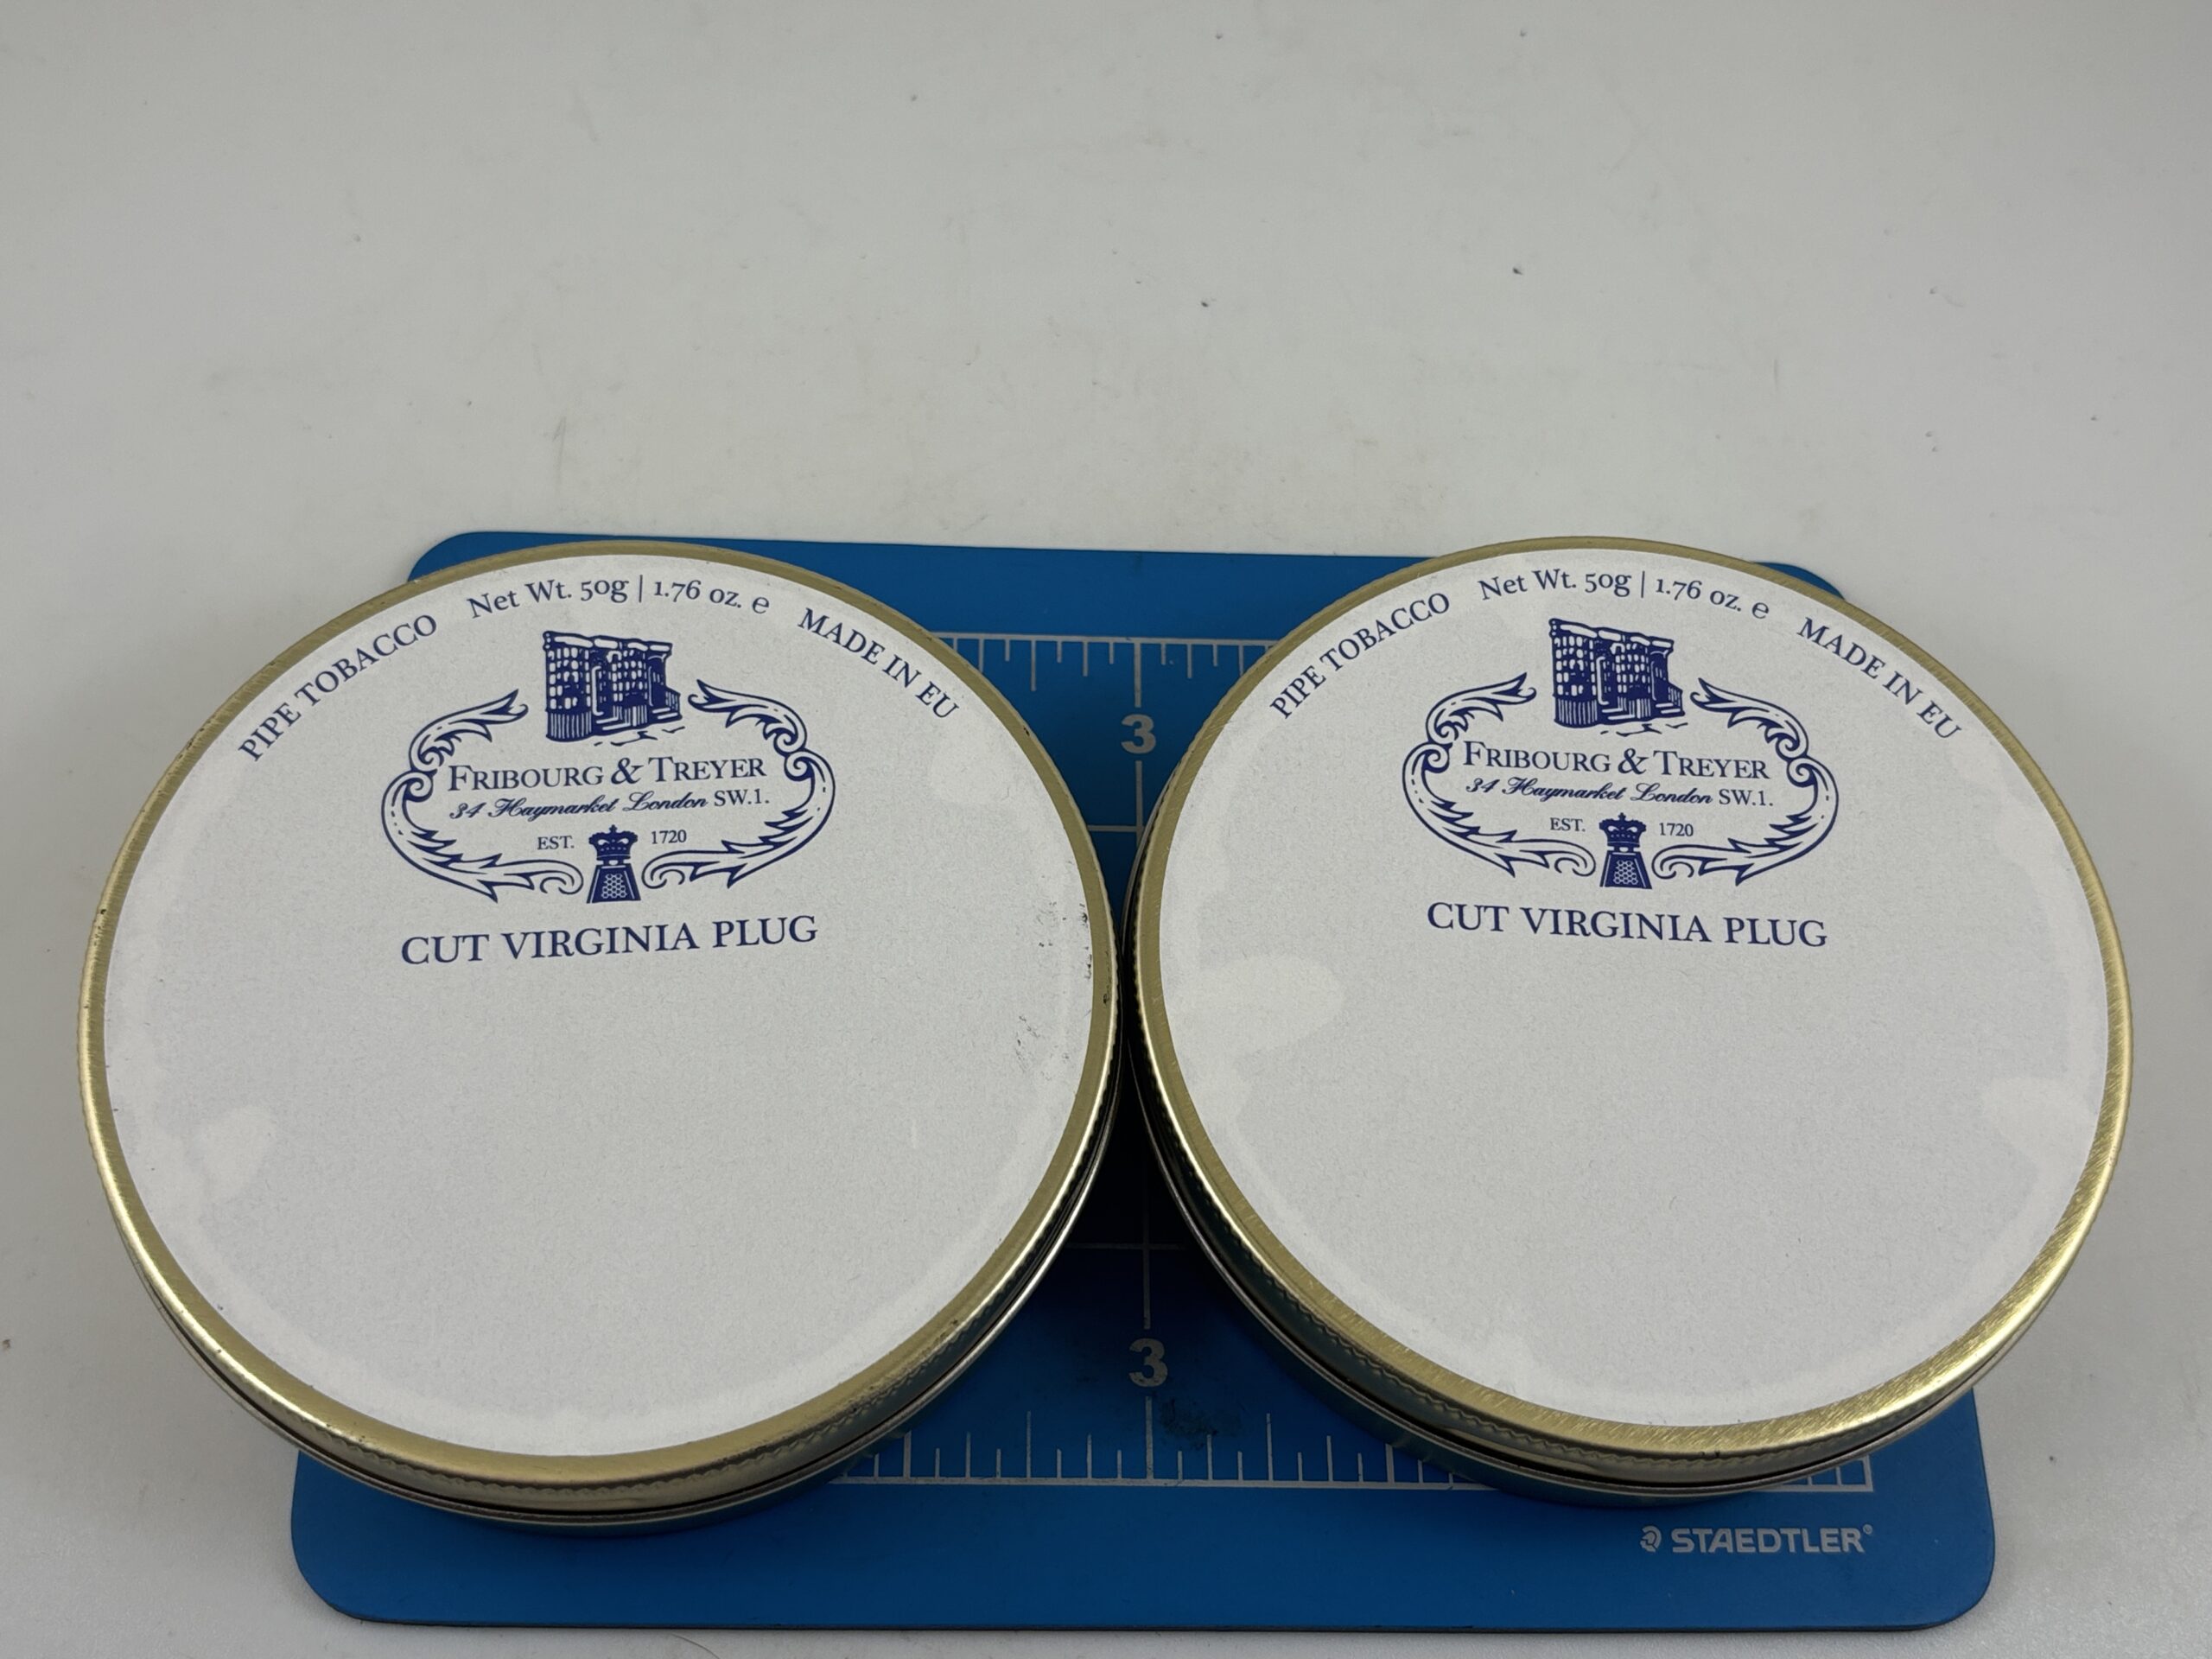 PIPE TOBACCO Net Wt. 50g | 1.76 oz. e MADE IN EU
FRIBOURG & TREYER
34 Haymarket London SW.1.
EST. 1720
CUT VIRGINIA PLUG
PIPE TOBACCO Net Wt. 50g | 1.76 oz. e MADE IN EU
FRIBOURG & TREYER
34 Haymarket London SW.1.
EST. 1720
CUT VIRGINIA PLUG
3
3
STAEDTLER®